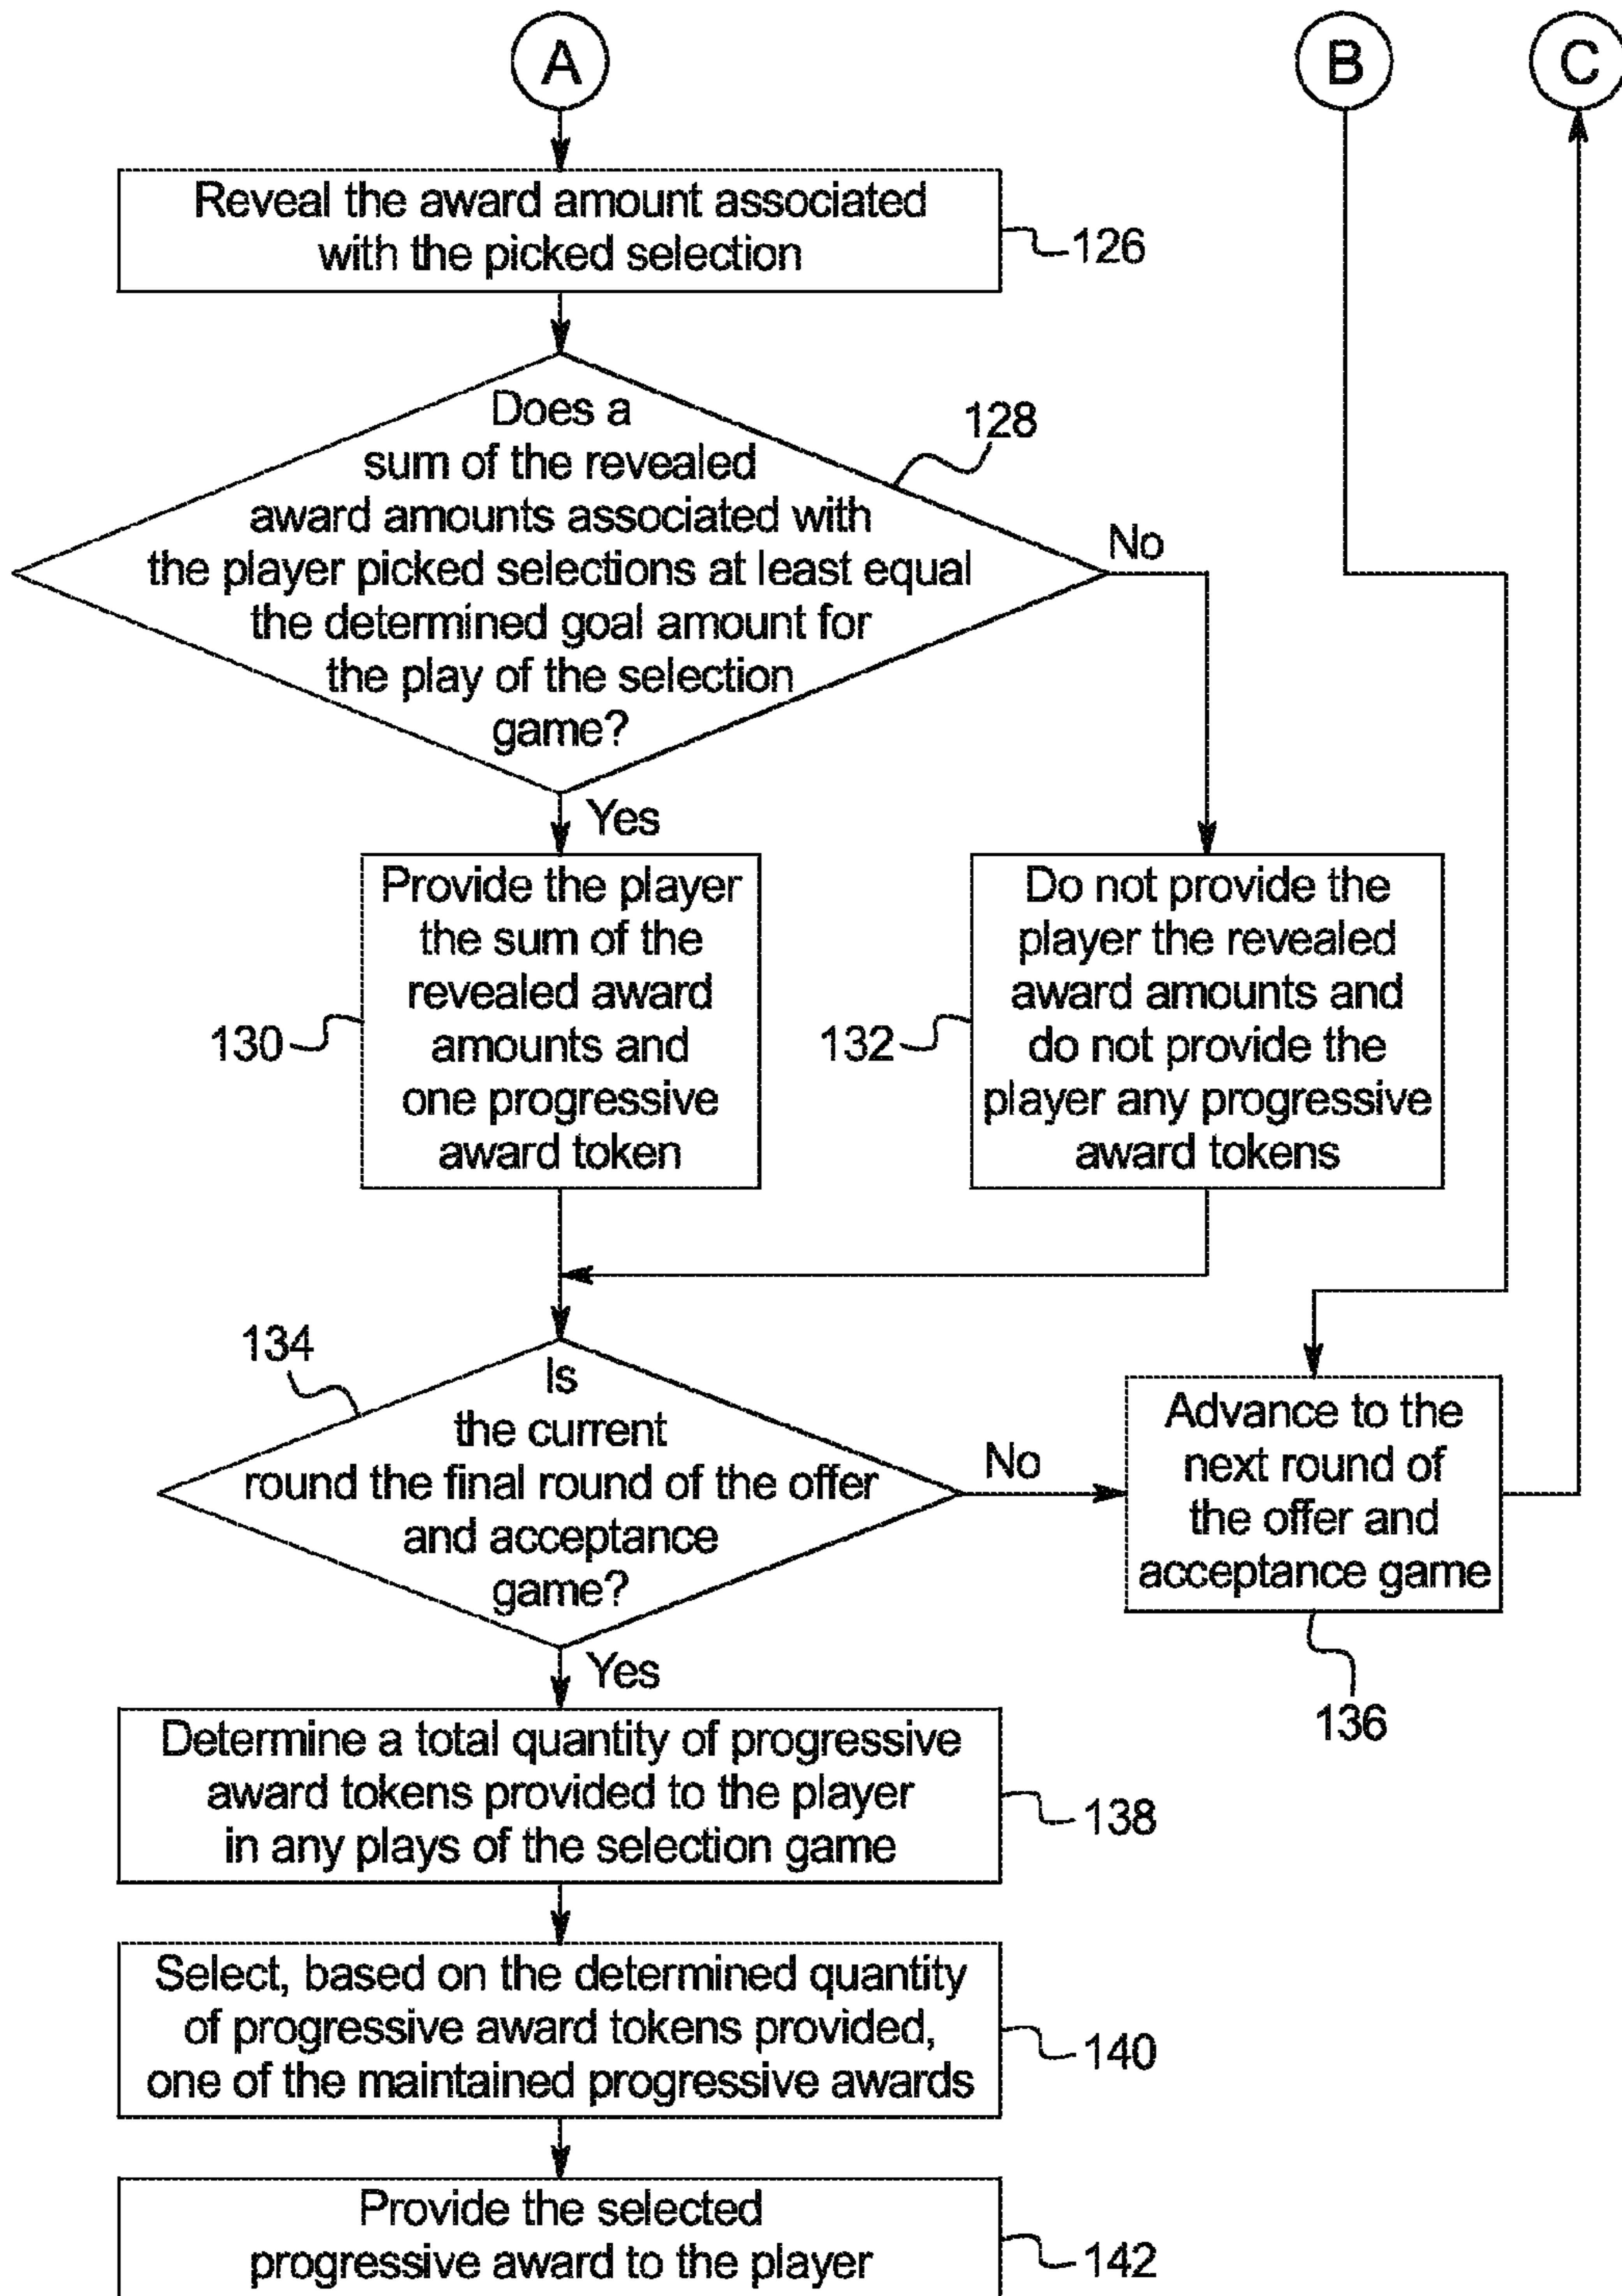 A
B
C
Reveal the award amount associated
with the picked selection
126
Does a
sum of the revealed
award amounts associated with
the player picked selections at least equal
the determined goal amount for
the play of the selection
game?
128
No
Yes
Provide the player
the sum of the
revealed award
amounts and
one progressive
award token
130
Do not provide the
player the revealed
award amounts and
do not provide the
player any progressive
award tokens
132
134
Is
the current
round the final round of the offer
and acceptance
game?
No
Advance to the
next round of
the offer and
acceptance game
136
Yes
Determine a total quantity of progressive
award tokens provided to the player
in any plays of the selection game
138
Select, based on the determined quantity
of progressive award tokens provided,
one of the maintained progressive awards
140
Provide the selected
progressive award to the player
142